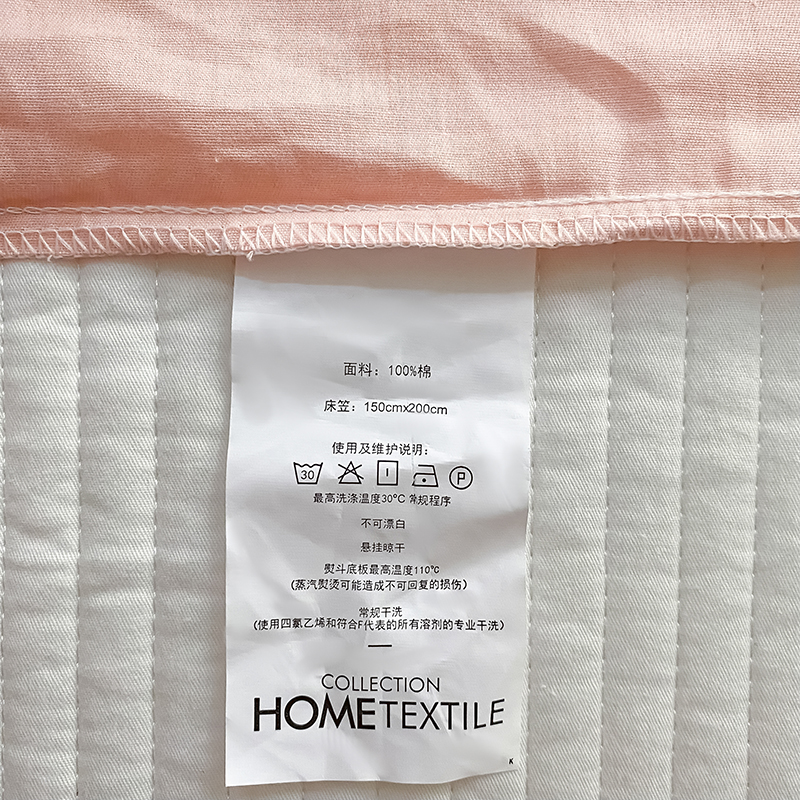 面料：100%棉
床笠：150cmx200cm
使用及维护说明:
30 P
最高洗涤温度30°C 常规程序
不可漂白
悬挂晾干
熨斗底板最高温度110°C
(蒸汽熨烫可能造成不可回复的损伤)
常规干洗
(使用四氯乙烯和符合F代表的所有溶剂的专业干洗)
COLLECTION
HOMETEXTILE
K